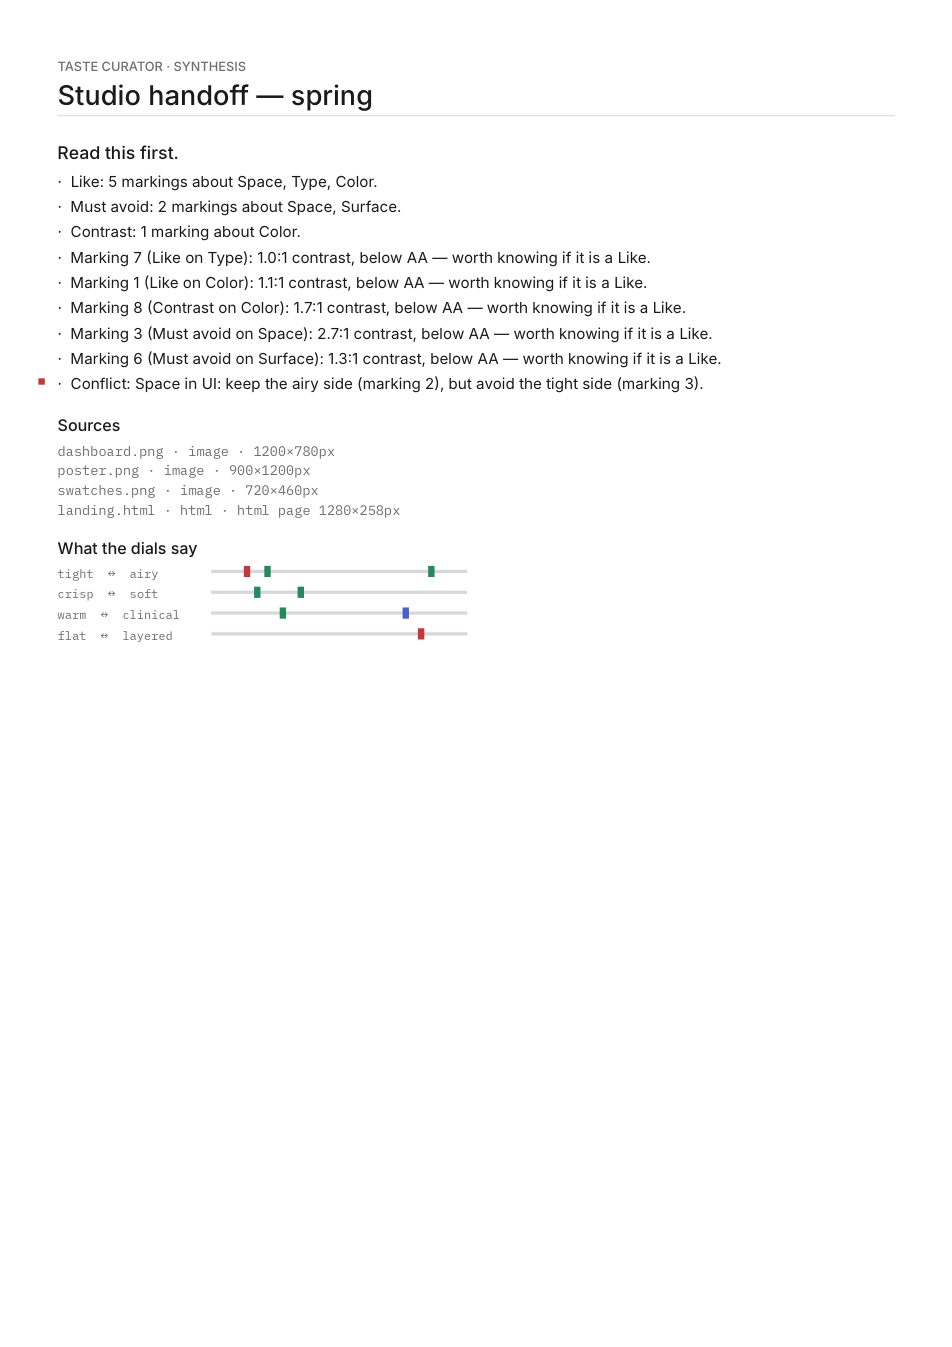 TASTE CURATOR · SYNTHESIS
Studio handoff — spring
Read this first.
· Like: 5 markings about Space, Type, Color.
· Must avoid: 2 markings about Space, Surface.
· Contrast: 1 marking about Color.
· Marking 7 (Like on Type): 1.0:1 contrast, below AA — worth knowing if it is a Like.
· Marking 1 (Like on Color): 1.1:1 contrast, below AA — worth knowing if it is a Like.
· Marking 8 (Contrast on Color): 1.7:1 contrast, below AA — worth knowing if it is a Like.
· Marking 3 (Must avoid on Space): 2.7:1 contrast, below AA — worth knowing if it is a Like.
· Marking 6 (Must avoid on Surface): 1.3:1 contrast, below AA — worth knowing if it is a Like.
· Conflict: Space in UI: keep the airy side (marking 2), but avoid the tight side (marking 3).
Sources
dashboard.png · image · 1200×780px
poster.png · image · 900×1200px
swatches.png · image · 720×460px
landing.html · html · html page 1280×258px
What the dials say
tight ↔ airy
crisp ↔ soft
warm ↔ clinical
flat ↔ layered